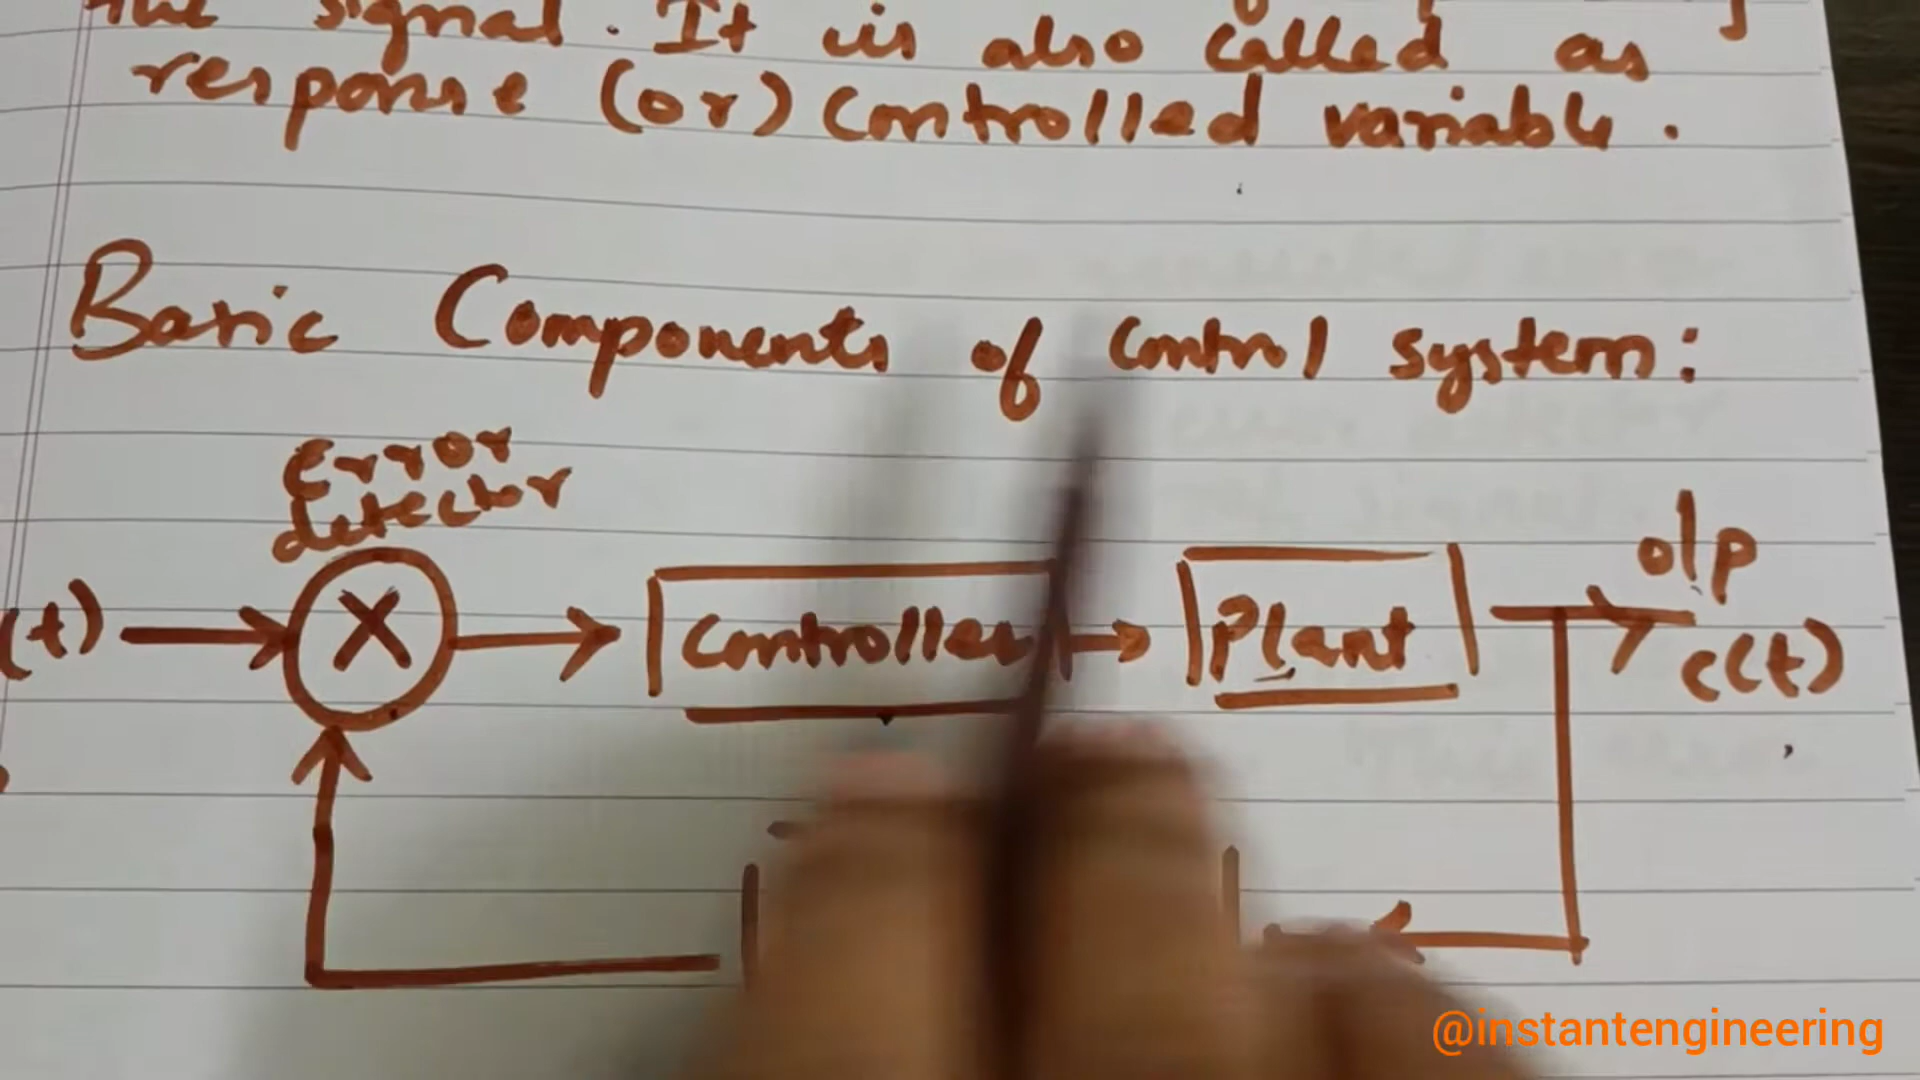 the signal. It is also called as
response (or) controlled variable.
Basic Components of control system:
Error
detector
(t)
X
Controller
Plant
o/p
c(t)
@instantengineering